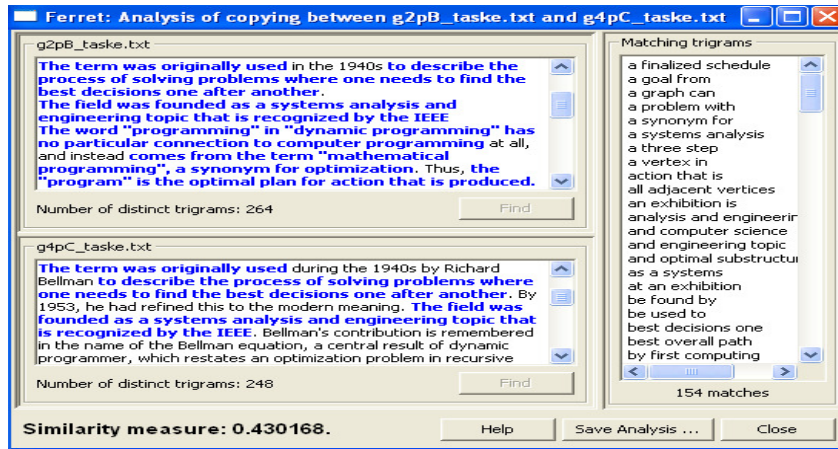 Ferret: Analysis of copying between g2pB_taske.txt and g4pC_taske.txt
g2pB_taske.txt
The term was originally used in the 1940s to describe the
process of solving problems where one needs to find the
best decisions one after another.
The field was founded as a systems analysis and
engineering topic that is recognized by the IEEE
The word "programming" in "dynamic programming" has
no particular connection to computer programming at all,
and instead comes from the term "mathematical
programming", a synonym for optimization. Thus, the
"program" is the optimal plan for action that is produced.
Number of distinct trigrams: 264
Find
g4pC_taske.txt
The term was originally used during the 1940s by Richard
Bellman to describe the process of solving problems where
one needs to find the best decisions one after another. By
1953, he had refined this to the modern meaning. The field was
founded as a systems analysis and engineering topic that
is recognized by the IEEE. Bellman's contribution is remembered
in the name of the Bellman equation, a central result of dynamic
programmer, which restates an optimization problem in recursive
Number of distinct trigrams: 248
Find
Matching trigrams
a finalized schedule
a goal from
a graph can
a problem with
a synonym for
a systems analysis
a three step
a vertex in
action that is
all adjacent vertices
an exhibition is
analysis and engineerin
and computer science
and engineering topic
and optimal substructu
as a systems
at an exhibition
be found by
be used to
best decisions one
best overall path
by first computing
154 matches
Similarity measure: 0.430168.
Help
Save Analysis ...
Close